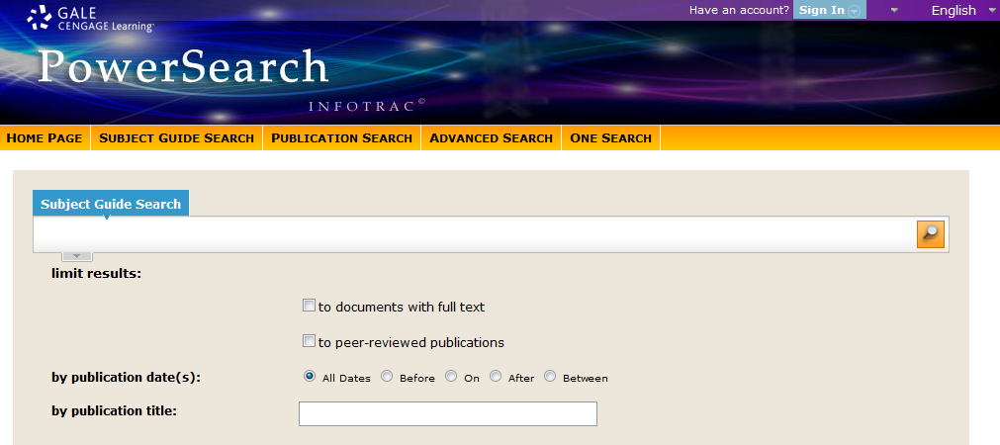 GALE
CENGAGE Learning™
Have an account? Sign In English
PowerSearch
INFOTRAC©
HOME PAGE SUBJECT GUIDE SEARCH PUBLICATION SEARCH ADVANCED SEARCH ONE SEARCH
Subject Guide Search
limit results:
to documents with full text
to peer-reviewed publications
by publication date(s): All Dates Before On After Between
by publication title: